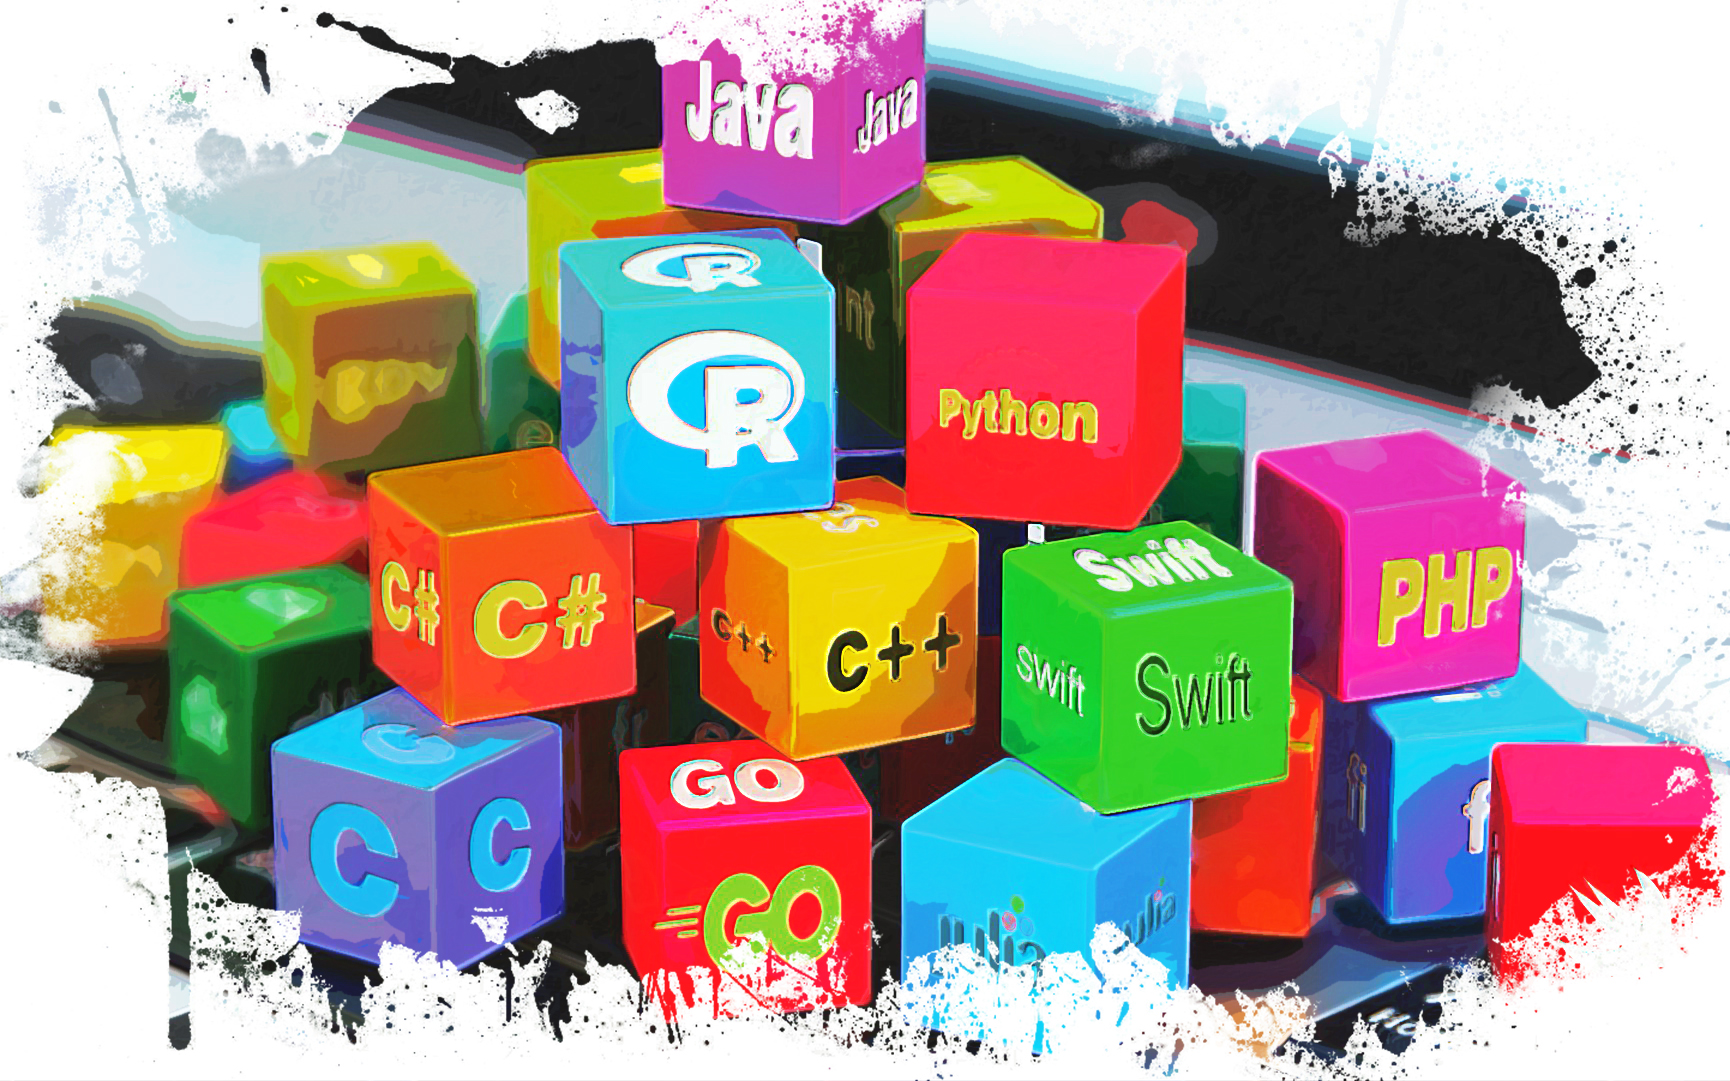 Java Java
R
R
Python
C# C#
C++ C++
Swift
Swift Swift
PHP
C
C C
GO
GO
julia julia